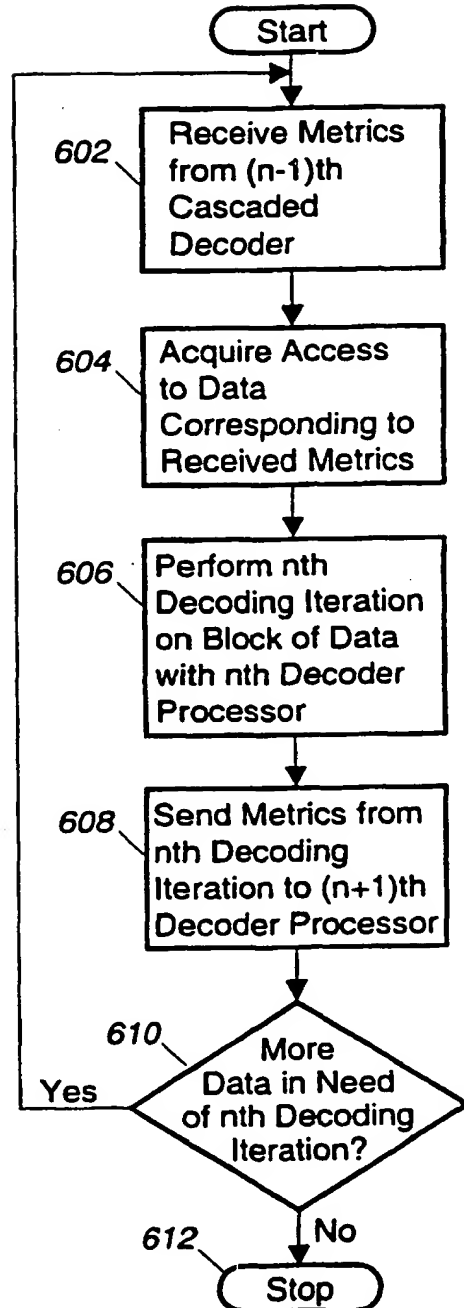 Start
602
Receive Metrics
from (n-1)th
Cascaded
Decoder
604
Acquire Access
to Data
Corresponding to
Received Metrics
606
Perform nth
Decoding Iteration
on Block of Data
with nth Decoder
Processor
608
Send Metrics from
nth Decoding
Iteration to (n+1)th
Decoder Processor
610
More
Data in Need
of nth Decoding
Iteration?
Yes
No
612
Stop